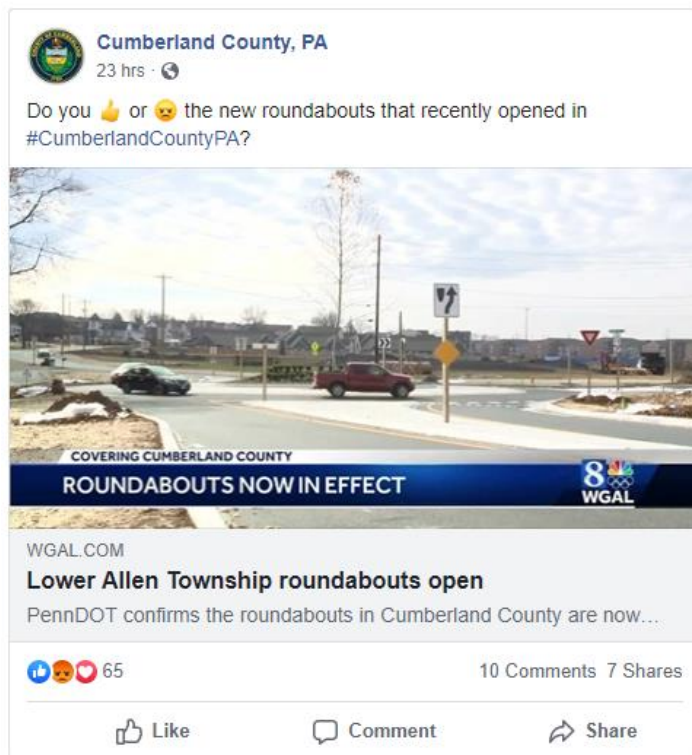 Cumberland County, PA
23 hrs ·
Do you 👍 or 😠 the new roundabouts that recently opened in
#CumberlandCountyPA?
COVERING CUMBERLAND COUNTY
ROUNDABOUTS NOW IN EFFECT
8
WGAL
WGAL.COM
Lower Allen Township roundabouts open
PennDOT confirms the roundabouts in Cumberland County are now…
65
10 Comments 7 Shares
Like
Comment
Share